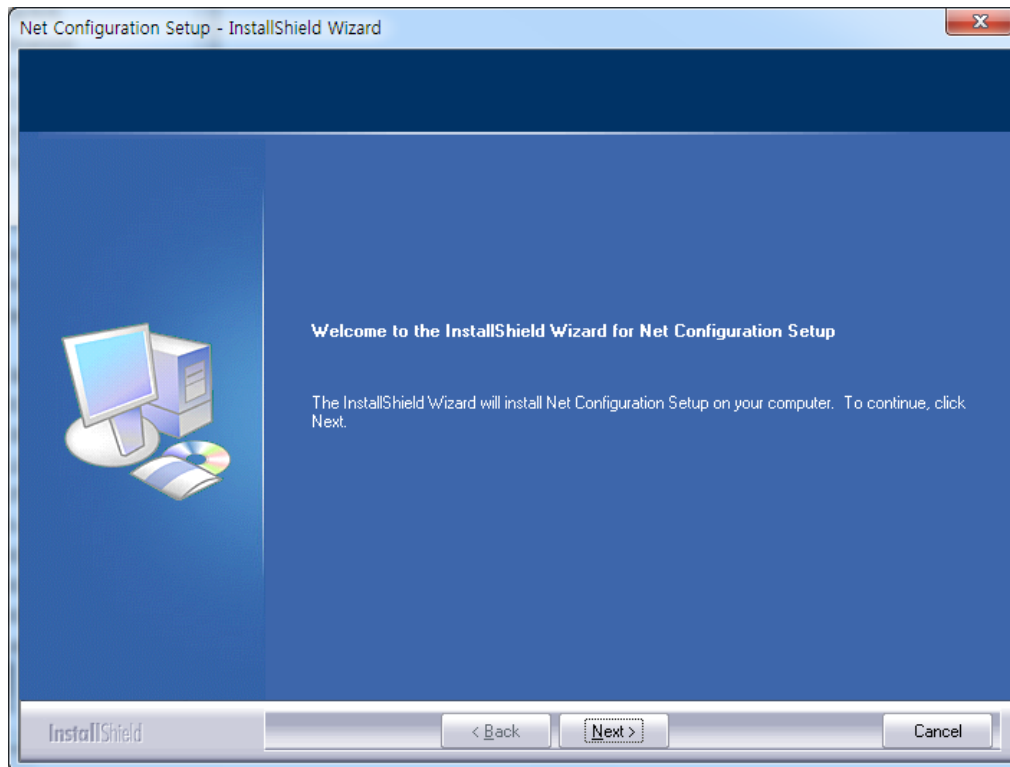 Net Configuration Setup - InstallShield Wizard
Welcome to the InstallShield Wizard for Net Configuration Setup
The InstallShield Wizard will install Net Configuration Setup on your computer. To continue, click
Next.
InstallShield
< Back
Next >
Cancel